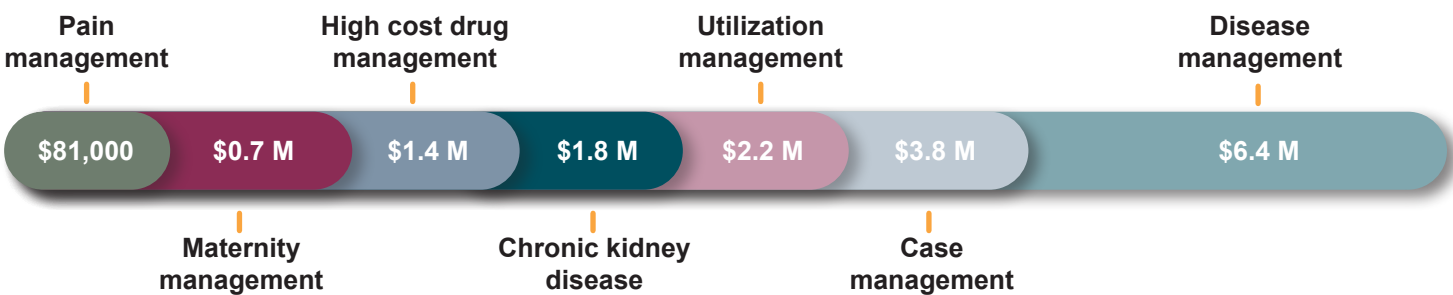 Pain
management
High cost drug
management
Utilization
management
Disease
management
$81,000
$0.7 M
$1.4 M
$1.8 M
$2.2 M
$3.8 M
$6.4 M
Maternity
management
Chronic kidney
disease
Case
management